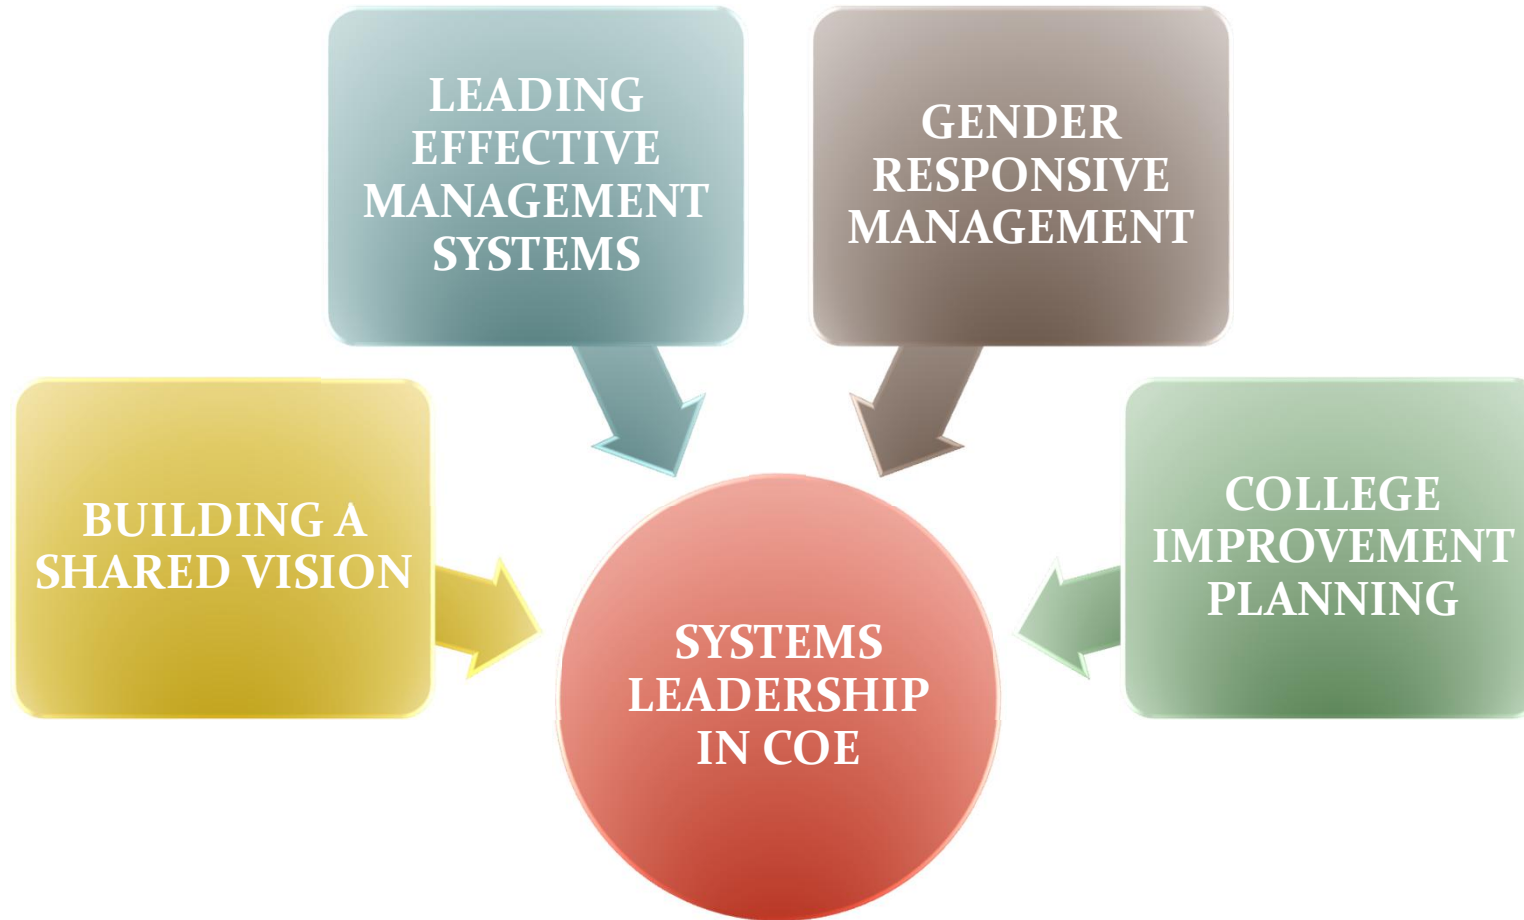 LEADING
EFFECTIVE
MANAGEMENT
SYSTEMS
GENDER
RESPONSIVE
MANAGEMENT
BUILDING A
SHARED VISION
COLLEGE
IMPROVEMENT
PLANNING
SYSTEMS
LEADERSHIP
IN COE